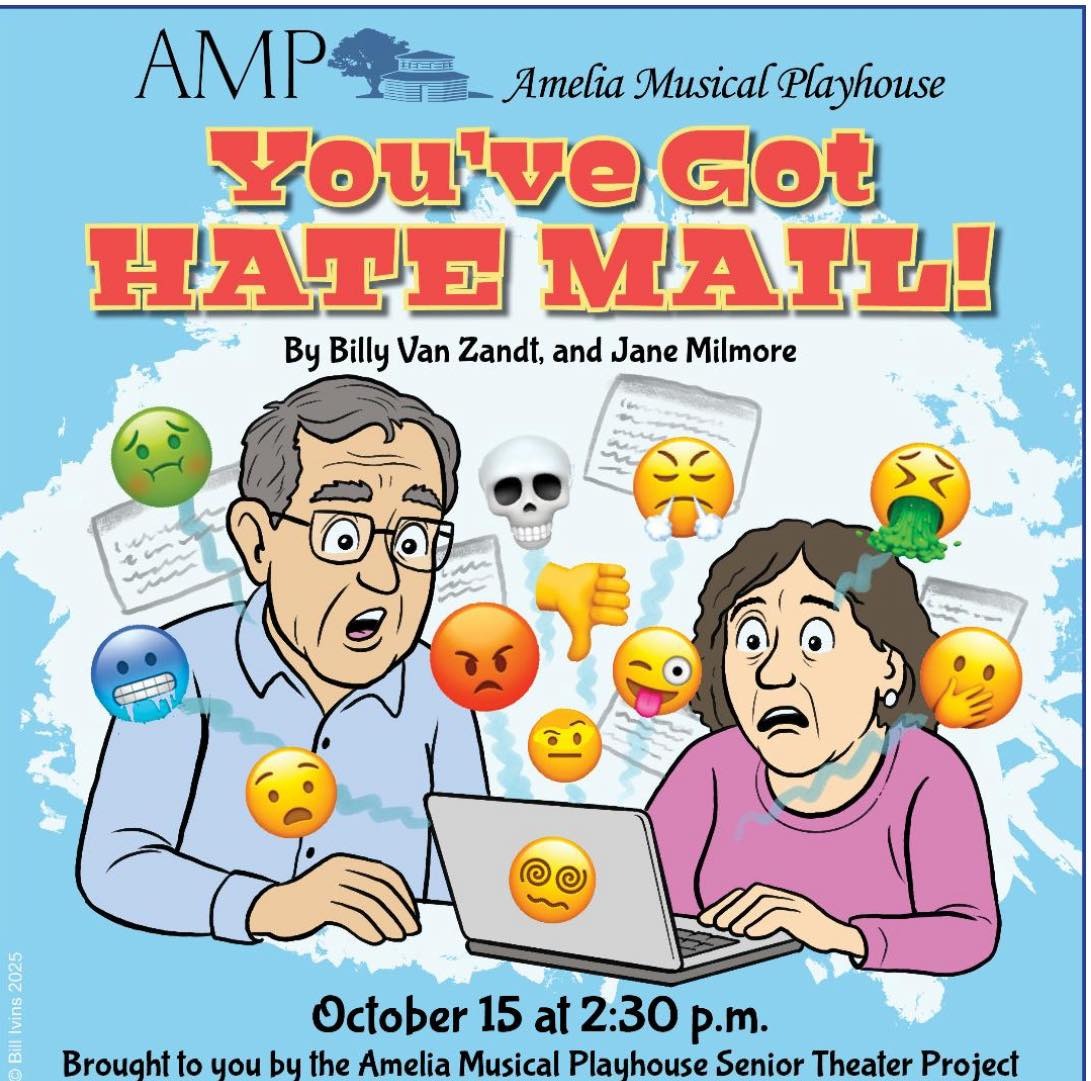 AMP Amelia Musical Playhouse
You've Got
HATE MAIL!
By Billy Van Zandt, and Jane Milmore
October 15 at 2:30 p.m.
Brought to you by the Amelia Musical Playhouse Senior Theater Project
© Bill Ivins 2025